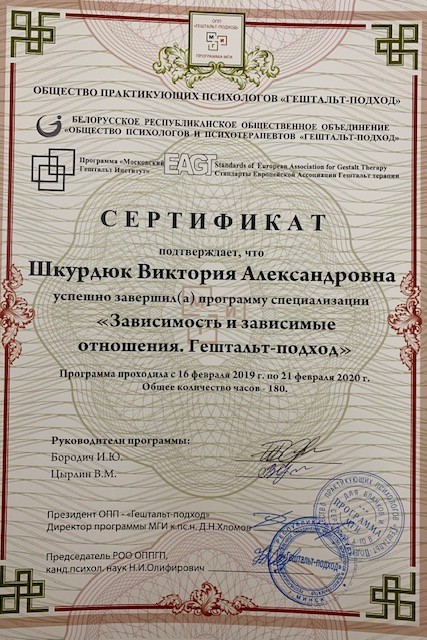 ОПП
«ГЕШТАЛЬТ-ПОДХОД»
М
Г И
ПРОГРАММА МГИ
ОБЩЕСТВО ПРАКТИКУЮЩИХ ПСИХОЛОГОВ «ГЕШТАЛЬТ-ПОДХОД»
БЕЛОРУССКОЕ РЕСПУБЛИКАНСКОЕ ОБЩЕСТВЕННОЕ ОБЪЕДИНЕНИЕ
«ОБЩЕСТВО ПСИХОЛОГОВ И ПСИХОТЕРАПЕВТОВ «ГЕШТАЛЬТ-ПОДХОД»
Программа «Московский
Гештальт Институт»
EAGT
Standards of European Association for Gestalt Therapy
Стандарты Европейской Ассоциации Гештальт терапии
СЕРТИФИКАТ
подтверждает, что
Шкурдюк Виктория Александровна
успешно завершил(а) программу специализации
«Зависимость и зависимые
отношения. Гештальт-подход»
Программа проходила с 16 февраля 2019 г. по 21 февраля 2020 г.
Общее количество часов - 180.
Руководители программы:
Бородич И.Ю.
Цырлин В.М.
Президент ОПП - «Гештальт-подход»
Директор программы МГИ к.пс.н. Д.Н.Хломов
Председатель РОО ОППГП,
канд.психол. наук Н.И.Олифирович
ПРАКТИКУЮЩИХ ПСИХОЛОГОВ
ПРОГРАММА
МГИ
«Гештальт-подход»
МИНСК